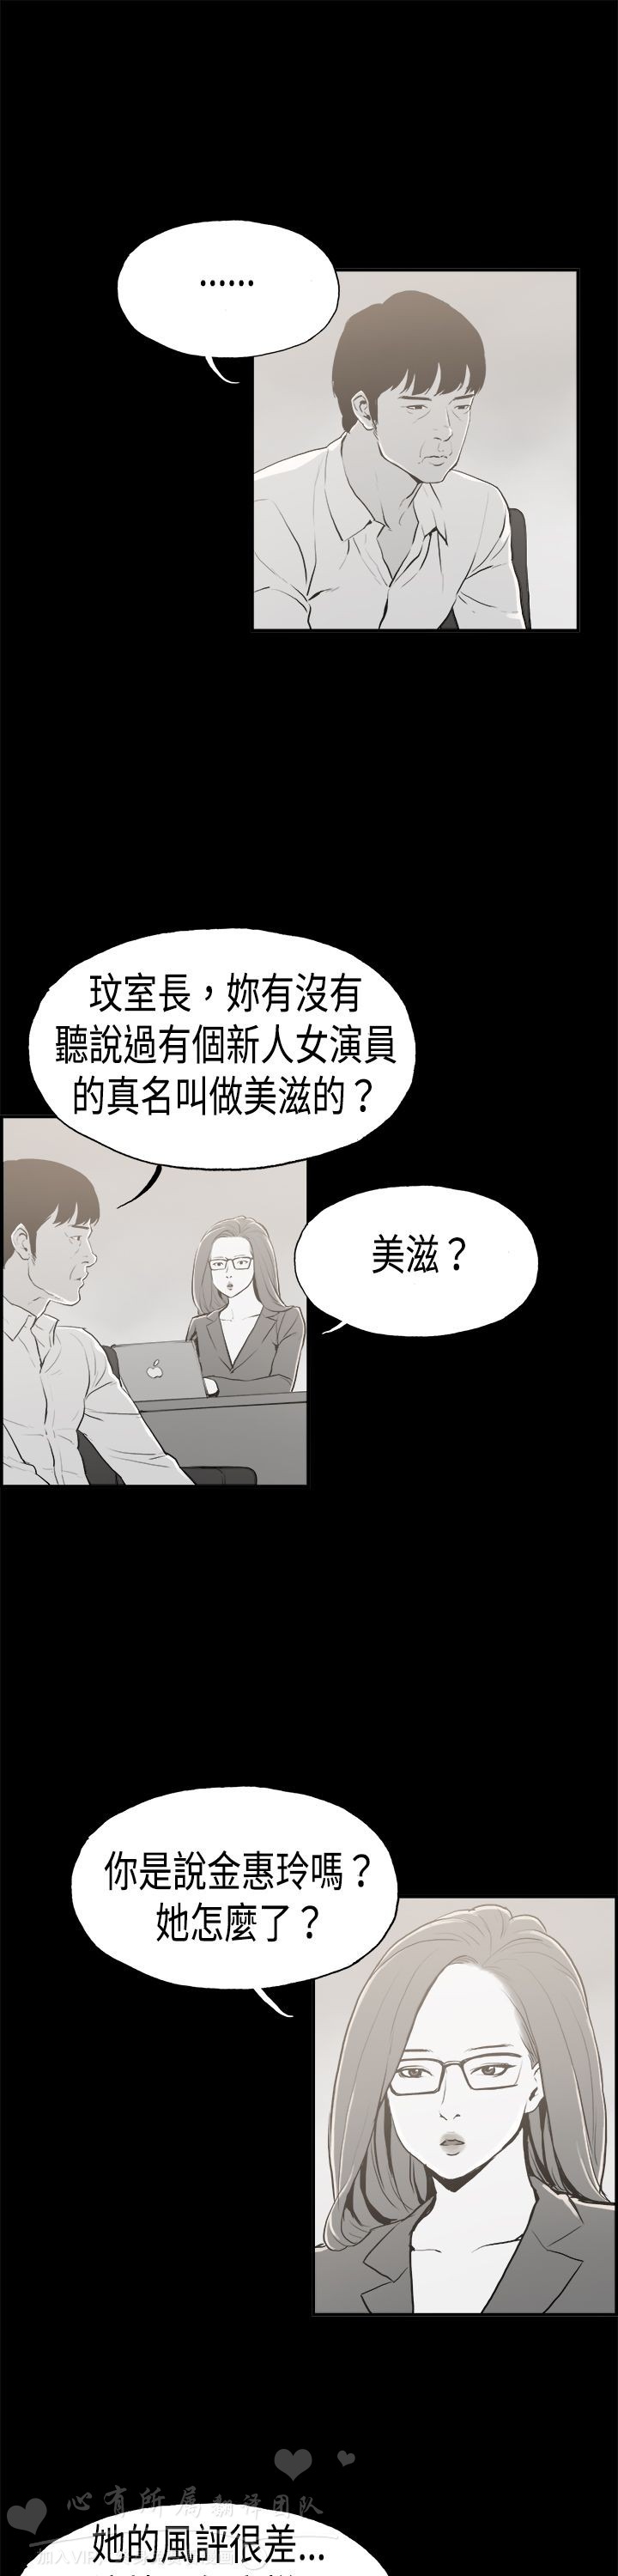 ......
玟室長，妳有沒有
聽說過有個新人女演員
的真名叫做美滋的？
美滋？
你是說金惠玲嗎？
她怎麼了？
心有所属翻译团队
她的風評很差...